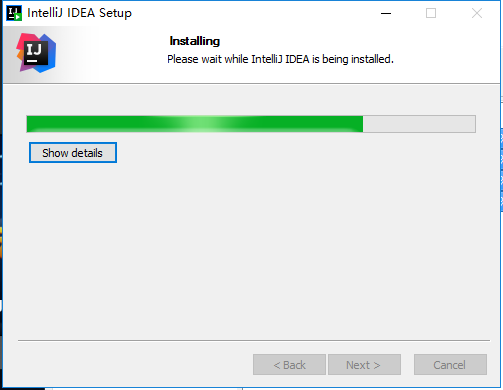 IntelliJ IDEA Setup
IJ
Installing
Please wait while IntelliJ IDEA is being installed.
Show details
< Back
Next >
Cancel